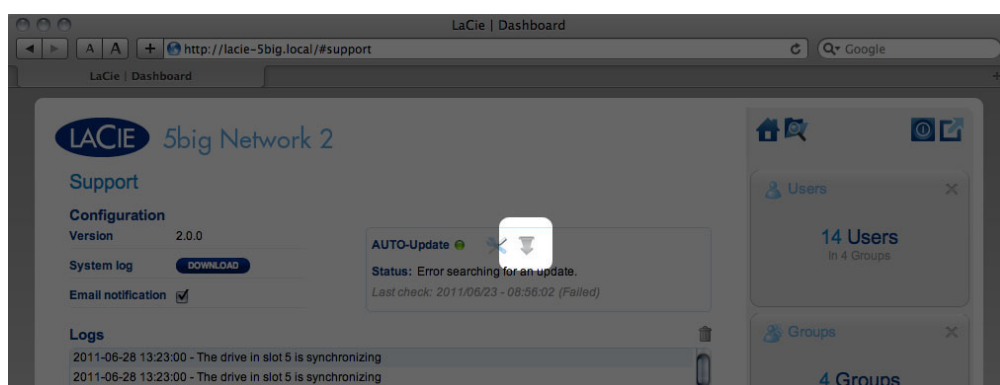 LaCie | Dashboard
A A + http://lacie-5big.local/#support Google
LaCie | Dashboard
LACIE 5big Network 2
Support
Configuration
Version 2.0.0
System log DOWNLOAD
Email notification
AUTO-Update
Status: Error searching for an update.
Last check: 2011/06/23 - 08:56:02 (Failed)
Logs
2011-06-28 13:23:00 - The drive in slot 5 is synchronizing
2011-06-28 13:23:00 - The drive in slot 5 is synchronizing
Users
14 Users
In 4 Groups
Groups
4 Groups